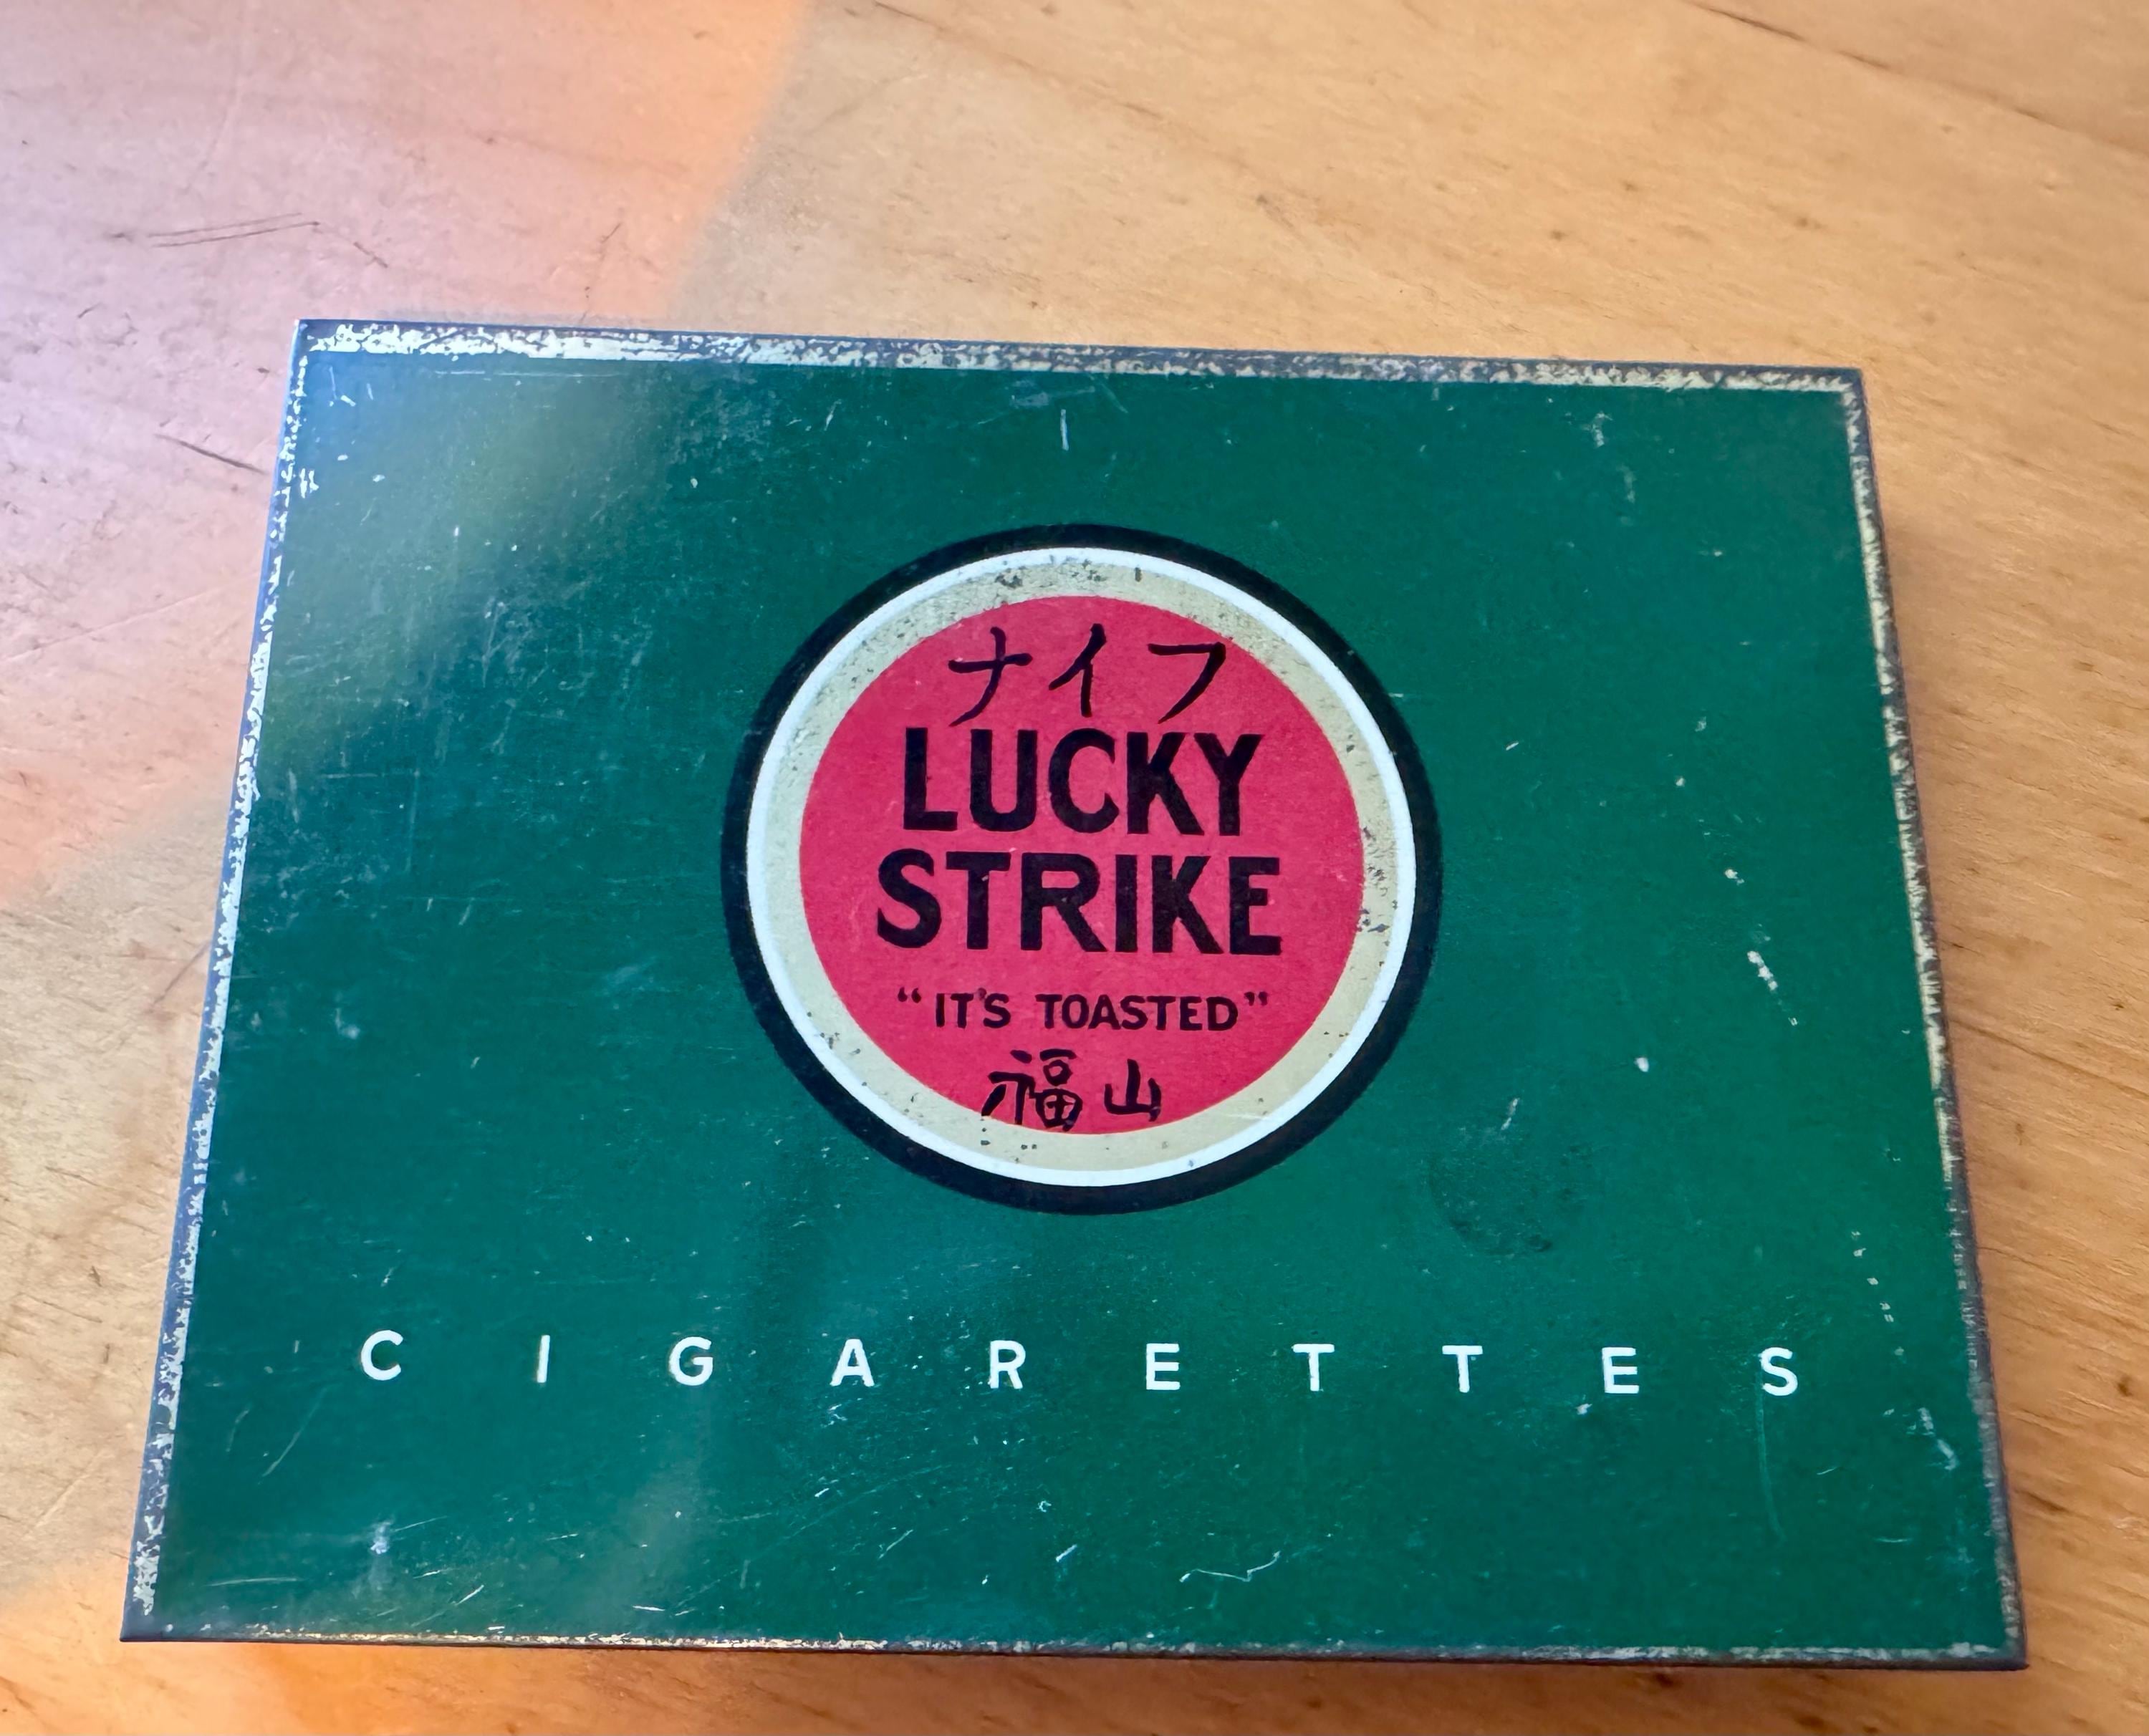 ナイフ
LUCKY
STRIKE
“IT'S TOASTED”
福山
CIGARETTES